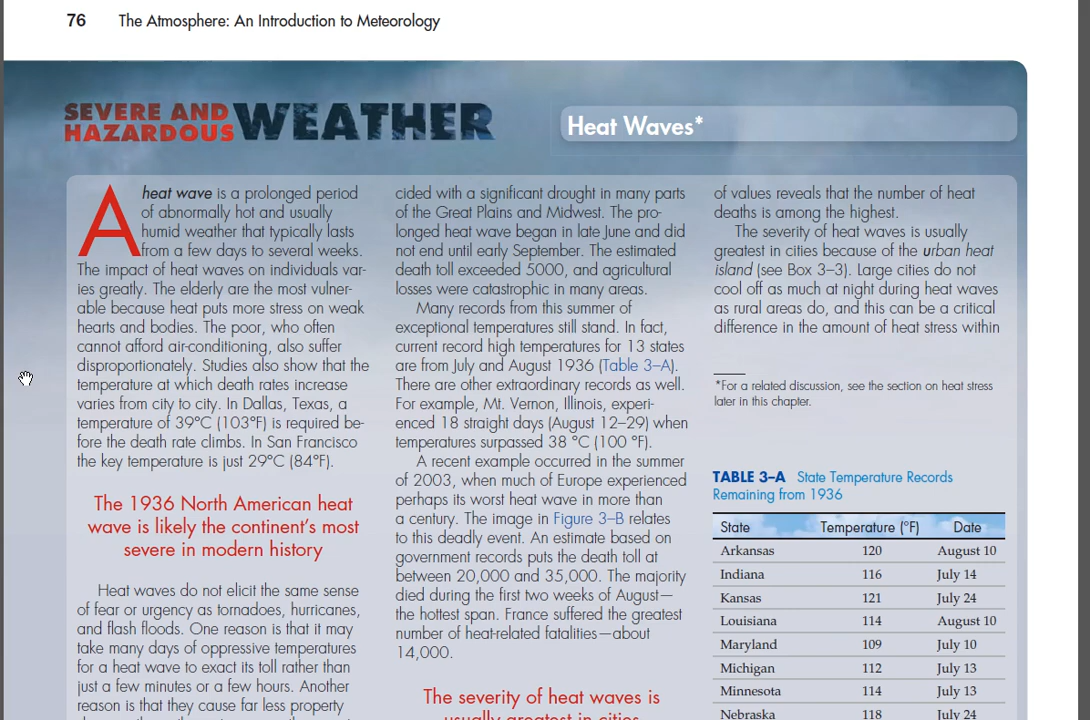 76 The Atmosphere: An Introduction to Meteorology
SEVERE AND
HAZARDOUS
WEATHER
Heat Waves*
A heat wave is a prolonged period
of abnormally hot and usually
humid weather that typically lasts
from a few days to several weeks.
The impact of heat waves on individuals var-
ies greatly. The elderly are the most vulner-
able because heat puts more stress on weak
hearts and bodies. The poor, who often
cannot afford air-conditioning, also suffer
disproportionately. Studies also show that the
temperature at which death rates increase
varies from city to city. In Dallas, Texas, a
temperature of 39°C (103°F) is required be-
fore the death rate climbs. In San Francisco
the key temperature is just 29°C (84°F).
The 1936 North American heat
wave is likely the continent's most
severe in modern history
Heat waves do not elicit the same sense
of fear or urgency as tornadoes, hurricanes,
and flash floods. One reason is that it may
take many days of oppressive temperatures
for a heat wave to exact its toll rather than
just a few minutes or a few hours. Another
reason is that they cause far less property
cided with a significant drought in many parts
of the Great Plains and Midwest. The pro-
longed heat wave began in late June and did
not end until early September. The estimated
death toll exceeded 5000, and agricultural
losses were catastrophic in many areas.
Many records from this summer of
exceptional temperatures still stand. In fact,
current record high temperatures for 13 states
are from July and August 1936 (Table 3–A).
There are other extraordinary records as well.
For example, Mt. Vernon, Illinois, experi-
enced 18 straight days (August 12–29) when
temperatures surpassed 38 °C (100 °F).
A recent example occurred in the summer
of 2003, when much of Europe experienced
perhaps its worst heat wave in more than
a century. The image in Figure 3–B relates
to this deadly event. An estimate based on
government records puts the death toll at
between 20,000 and 35,000. The majority
died during the first two weeks of August—
the hottest span. France suffered the greatest
number of heat-related fatalities—about
14,000.
The severity of heat waves is
usually greatest in cities
of values reveals that the number of heat
deaths is among the highest.
The severity of heat waves is usually
greatest in cities because of the urban heat
island (see Box 3–3). Large cities do not
cool off as much at night during heat waves
as rural areas do, and this can be a critical
difference in the amount of heat stress within
*For a related discussion, see the section on heat stress
later in this chapter.
TABLE 3–A State Temperature Records
Remaining from 1936
State Temperature (°F) Date
Arkansas 120 August 10
Indiana 116 July 14
Kansas 121 July 24
Louisiana 114 August 10
Maryland 109 July 10
Michigan 112 July 13
Minnesota 114 July 13
Nebraska 118 July 24